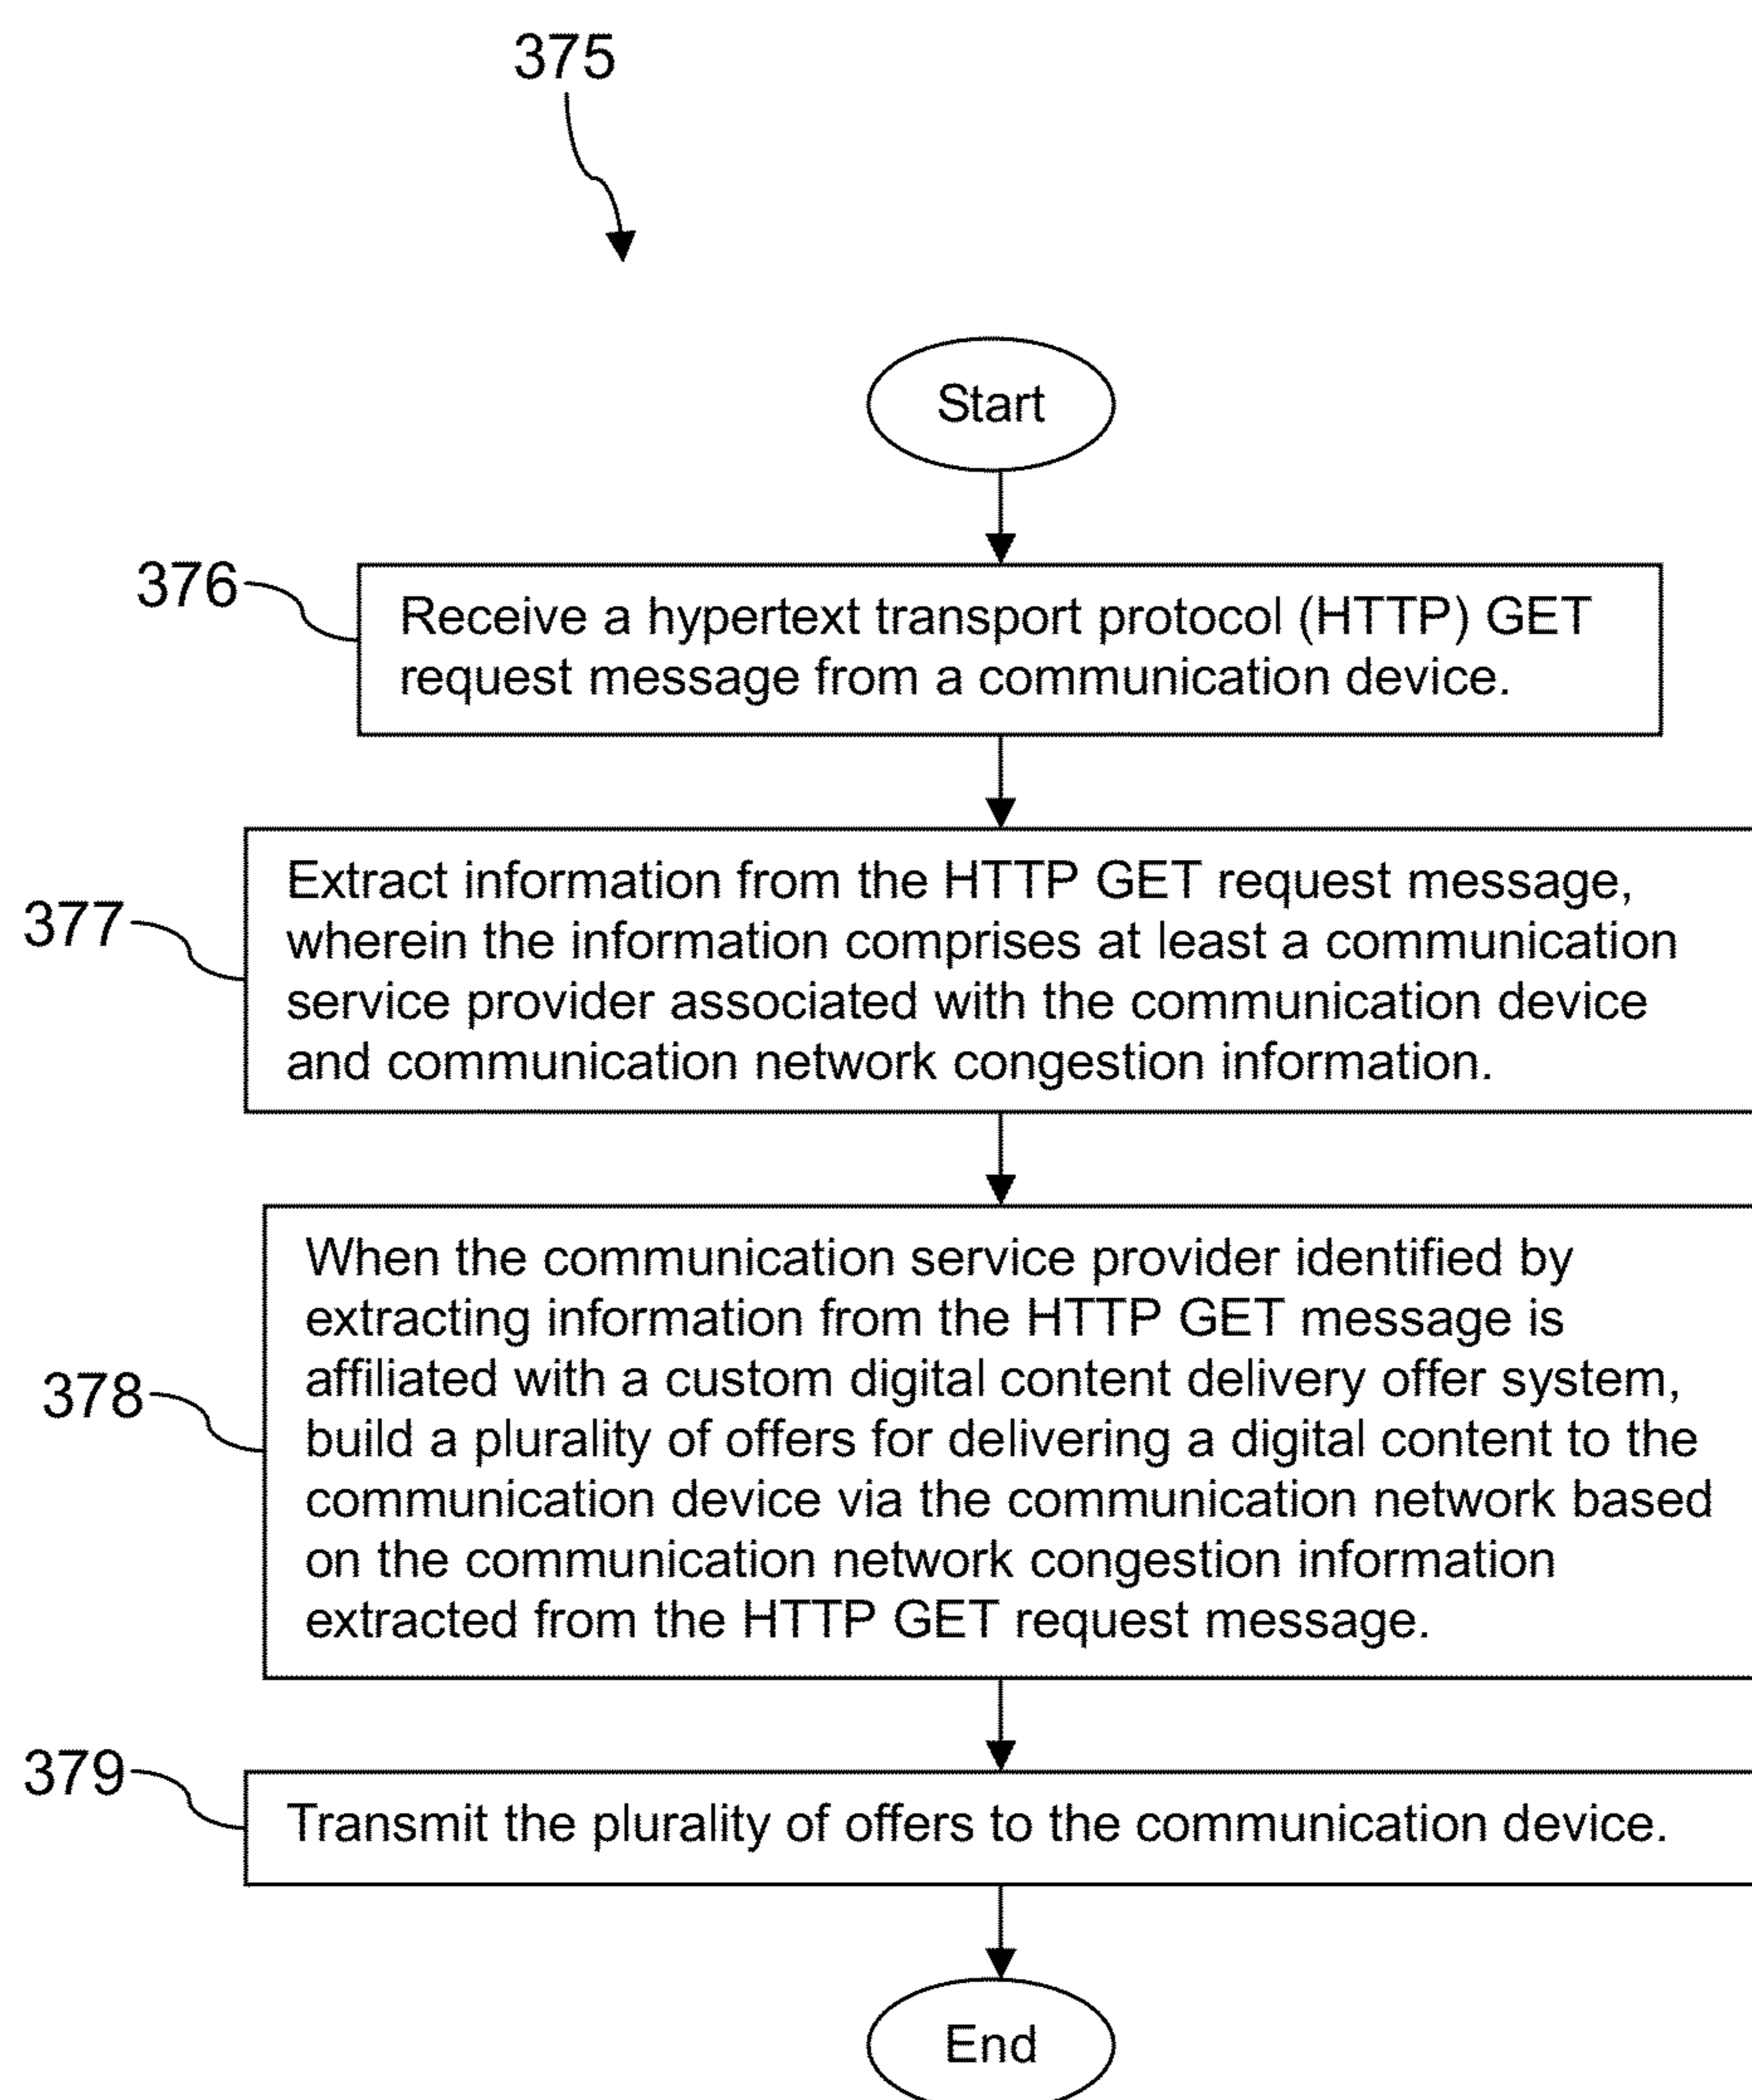 375
Start
376
Receive a hypertext transport protocol (HTTP) GET
request message from a communication device.
377
Extract information from the HTTP GET request message,
wherein the information comprises at least a communication
service provider associated with the communication device
and communication network congestion information.
378
When the communication service provider identified by
extracting information from the HTTP GET message is
affiliated with a custom digital content delivery offer system,
build a plurality of offers for delivering a digital content to the
communication device via the communication network based
on the communication network congestion information
extracted from the HTTP GET request message.
379
Transmit the plurality of offers to the communication device.
End